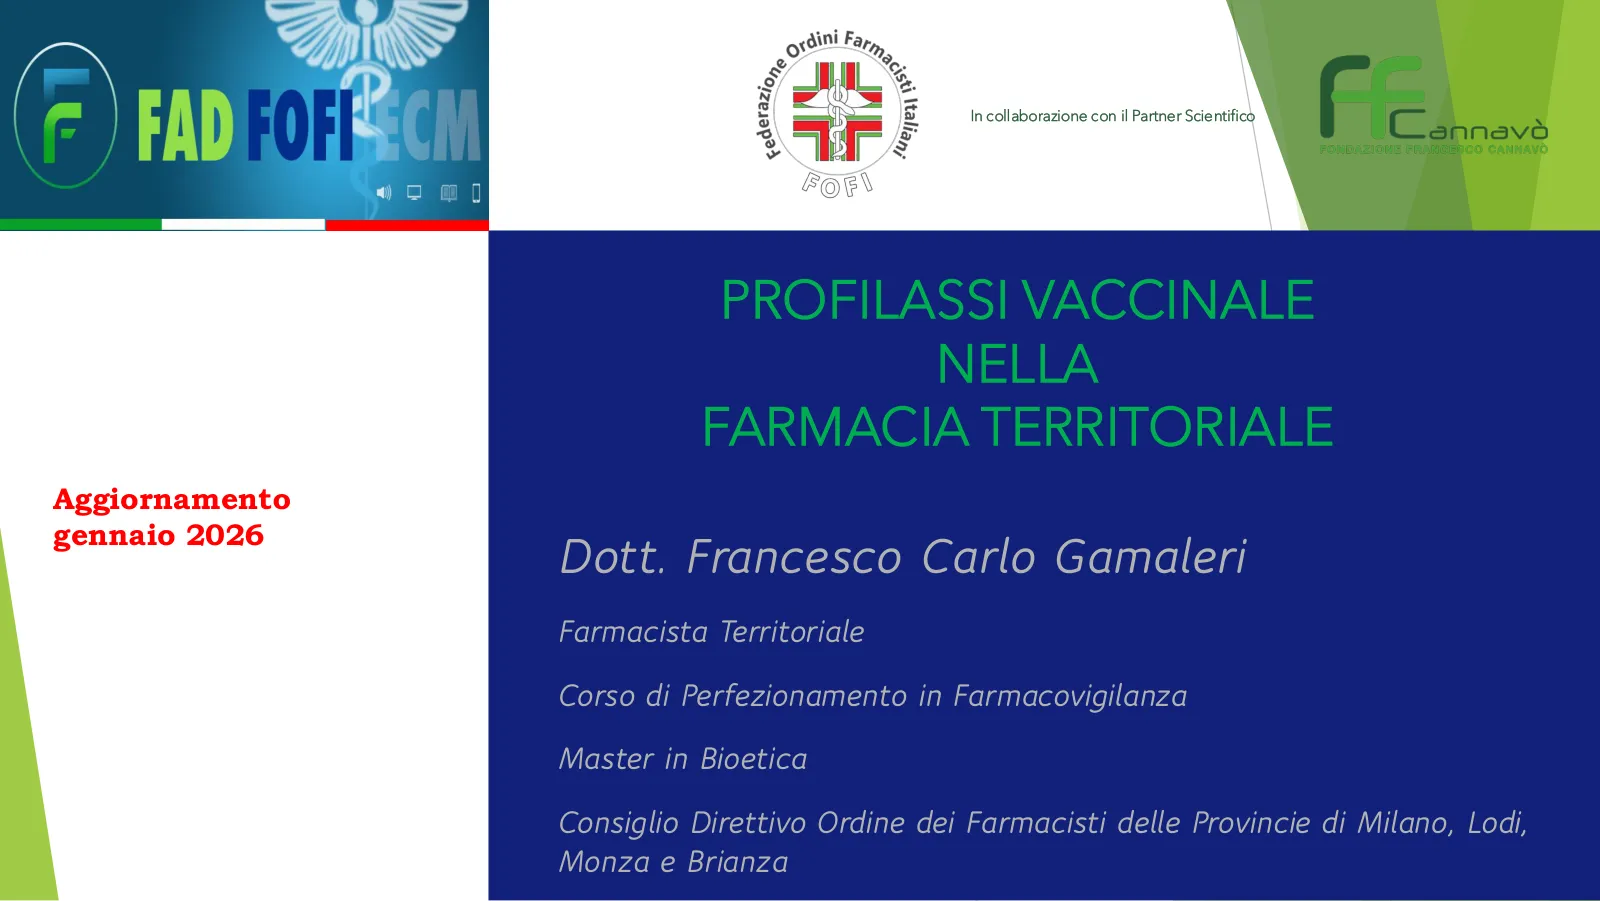 FAD FOFI ECM
Federazione Ordini Farmacisti Italiani
FOFI
In collaborazione con il Partner Scientifico
Cannavò
FONDAZIONE FRANCESCO CANNAVÒ
PROFILASSI VACCINALE
NELLA
FARMACIA TERRITORIALE
Aggiornamento
gennaio 2026
Dott. Francesco Carlo Gamaleri
Farmacista Territoriale
Corso di Perfezionamento in Farmacovigilanza
Master in Bioetica
Consiglio Direttivo Ordine dei Farmacisti delle Provincie di Milano, Lodi,
Monza e Brianza